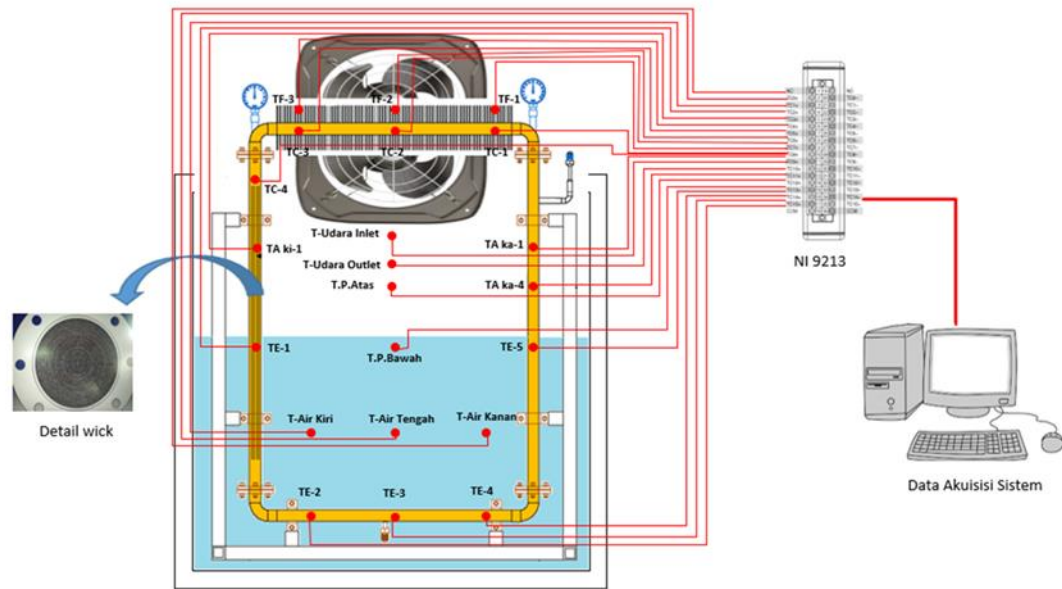 TF-3
TF-2
TF-1
TC-3
TC-2
TC-1
TC-4
T-Udara Inlet
TA ki-1
TA ka-1
T-Udara Outlet
T.P.Atas
TA ka-4
NI 9213
TE-1
T.P.Bawah
TE-5
T-Air Kiri
T-Air Tengah
T-Air Kanan
Detail wick
TE-2
TE-3
TE-4
Data Akuisisi Sistem